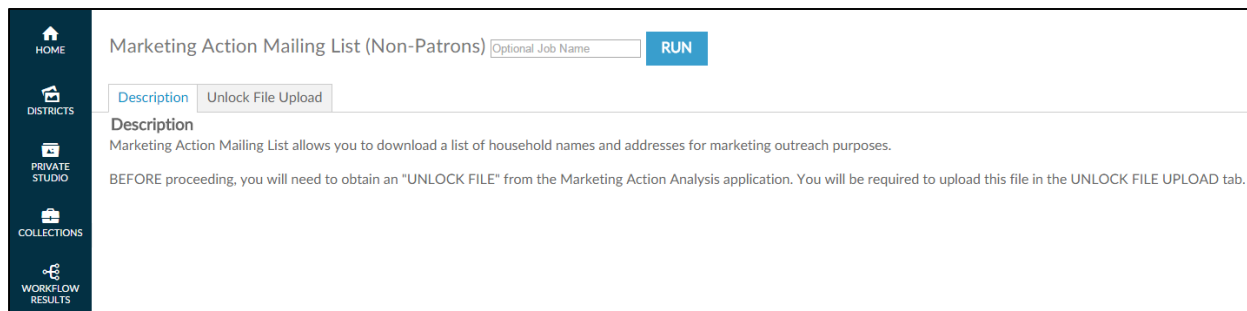 HOME
DISTRICTS
PRIVATE
STUDIO
COLLECTIONS
WORKFLOW
RESULTS
Marketing Action Mailing List (Non-Patrons) Optional Job Name RUN
Description Unlock File Upload
Description
Marketing Action Mailing List allows you to download a list of household names and addresses for marketing outreach purposes.
BEFORE proceeding, you will need to obtain an "UNLOCK FILE" from the Marketing Action Analysis application. You will be required to upload this file in the UNLOCK FILE UPLOAD tab.